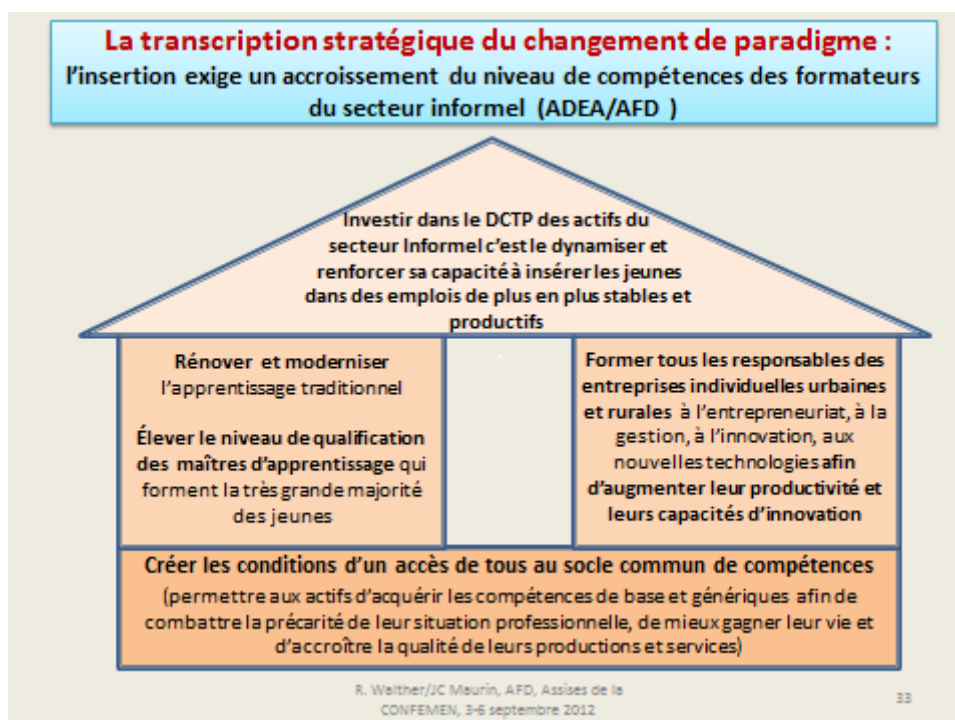 La transcription stratégique du changement de paradigme :
l'insertion exige un accroissement du niveau de compétences des formateurs
du secteur informel (ADEA/AFD )
Investir dans le DCTP des actifs du
secteur Informel c'est le dynamiser et
renforcer sa capacité à insérer les jeunes
dans des emplois de plus en plus stables et
productifs
Rénover et moderniser
l'apprentissage traditionnel
Élever le niveau de qualification
des maîtres d'apprentissage qui
forment la très grande majorité
des jeunes
Former tous les responsables des
entreprises individuelles urbaines
et rurales à l'entrepreneuriat, à la
gestion, à l'innovation, aux
nouvelles technologies afin
d'augmenter leur productivité et
leurs capacités d'innovation
Créer les conditions d'un accès de tous au socle commun de compétences
(permettre aux actifs d'acquérir les compétences de base et génériques afin de
combattre la précarité de leur situation professionnelle, de mieux gagner leur vie et
d'accroître la qualité de leurs productions et services)
R. Walther/JC Maurin, AFD, Assises de la
CONFEMEN, 3-6 septembre 2012
33